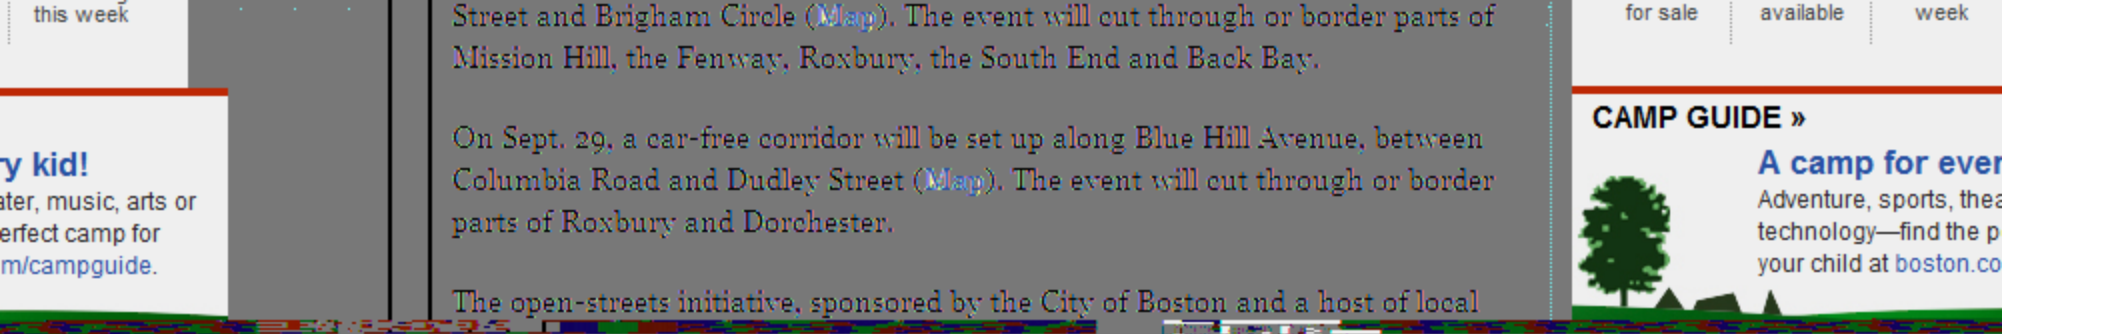 this week
ry kid!
ater, music, arts or
erfect camp for
m/campguide.
Street and Brigham Circle (Map). The event will cut through or border parts of
Mission Hill, the Fenway, Roxbury, the South End and Back Bay.
On Sept. 29, a car-free corridor will be set up along Blue Hill Avenue, between
Columbia Road and Dudley Street (Map). The event will cut through or border
parts of Roxbury and Dorchester.
The open-streets initiative, sponsored by the City of Boston and a host of local
for sale available week
CAMP GUIDE »
A camp for ever
Adventure, sports, thea
technology—find the p
your child at boston.co